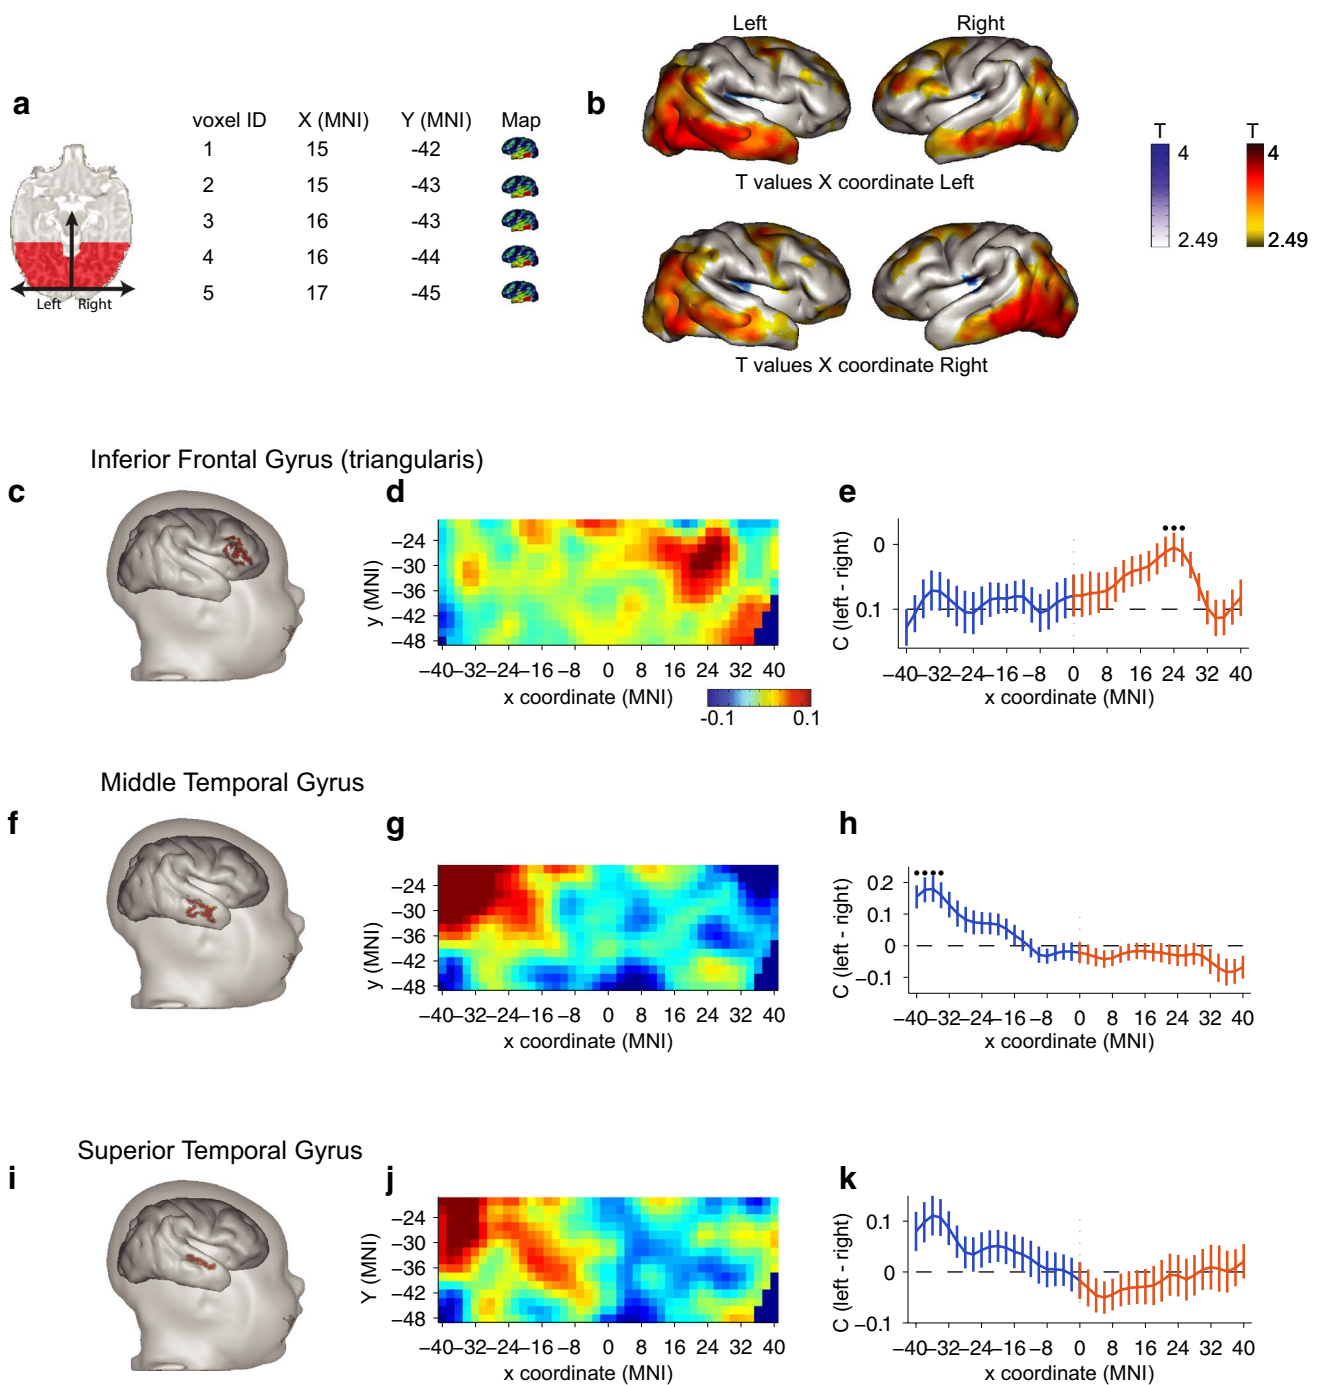 a
voxel ID X (MNI) Y (MNI) Map
1 15 -42
2 15 -43
3 16 -43
4 16 -44
5 17 -45
Left Right
b
Left Right
T values X coordinate Left
T values X coordinate Right
T T
4 4
2.49 2.49
Inferior Frontal Gyrus (triangularis)
c
d
y (MNI)
−24
−30
−36
−42
−48
−40 −32 −24 −16 −8 0 8 16 24 32 40
x coordinate (MNI)
-0.1 0.1
e
C (left - right)
0
0.1
−40 −32 −24 −16 −8 0 8 16 24 32 40
x coordinate (MNI)
Middle Temporal Gyrus
f
g
y (MNI)
−24
−30
−36
−42
−48
−40 −32 −24 −16 −8 0 8 16 24 32 40
x coordinate (MNI)
h
C (left - right)
0.2
0.1
0
−0.1
−40 −32 −24 −16 −8 0 8 16 24 32 40
x coordinate (MNI)
Superior Temporal Gyrus
i
j
Y (MNI)
−24
−30
−36
−42
−48
−40 −32 −24 −16 −8 0 8 16 24 32 40
x coordinate (MNI)
k
C (left - right)
0.1
0
−0.1
−40 −32 −24 −16 −8 0 8 16 24 32 40
x coordinate (MNI)